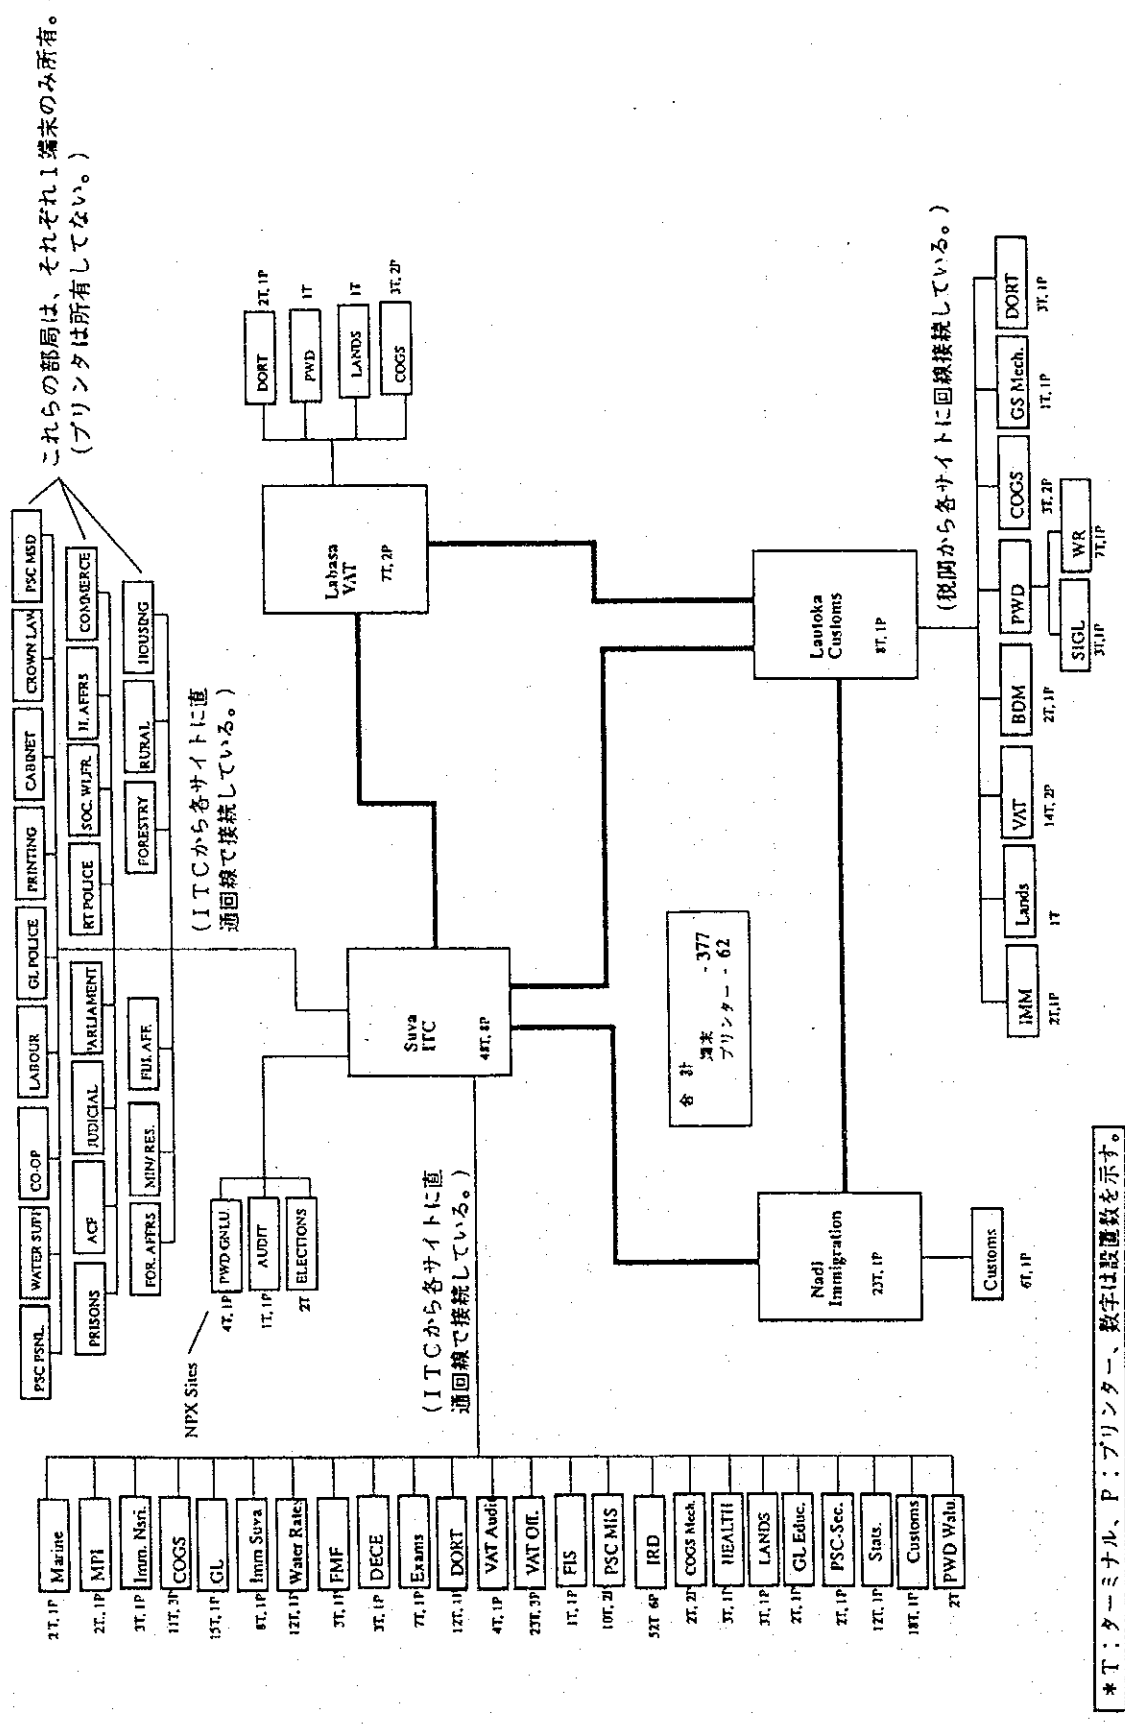 これらの部局は、それぞれ1端末のみ所有。
(プリンタは所有してない。)
PSC PSNL.
WATER SUPH
CO-OP
LABOUR
GL POLICE
PRINTING
CABINET
CROWN LAW
PSC MSD
PRISONS
ACF
JUDICIAL
PARLIAMENT
RT POLICE
SOC. WLFR.
H. AFFRS
COMMERCE
FOR. AFFRS
MIN/ RES.
FIJI. AFF.
FORESTRY
RURAL
HOUSING
(ITCから各サイトに直
通回線で接続している。)
NPX Sites
4T, 1P
PWD GNLU.
1T, 1P
AUDIT
2T
ELECTIONS
Suva
ITC
48T, 8P
Labasa
VAT
7T, 2P
DORT
2T, 1P
PWD
1T
LANDS
1T
COGS
3T, 2P
(ITCから各サイトに直
通回線で接続している。)
2T, 1P
Marine
2T., 1P
MPI
3T, 1P
Imm. Nsri.
11T, 3P
COGS
15T, 1P
GL
8T, 1P
Imm Suva
12T, 1P
Water Rates
3T, 1P
FMF
3T, 1P
DECE
7T, 1P
Exams
12T, 1P
DORT
4T, 1P
VAT Audit
23T, 3P
VAT Off.
1T, 1P
FIS
10T, 2P
PSC MIS
52T 6P
IRD
2T, 2P
COGS Mech.
3T, 1P
HEALTH
3T, 1P
LANDS
2T, 1P
GL Educ.
2T, 1P
PSC-Sec.
12T, 1P
Stats.
18T, 1P
Customs
2T
PWD Walu.
合 計
端末 - 377
プリンター - 62
Nadi
Immigration
23T, 1P
Customs
6T, 1P
Lautoka
Customs
8T, 1P
(税関から各サイトに回線接続している。)
IMM
2T, 1P
Lands
1T
VAT
14T, 2P
BDM
2T, 1P
PWD
COGS
3T, 2P
GS Mech.
1T, 1P
DORT
3T, 1P
SIGL
3T, 1P
WR
7T, 1P
*T:ターミナル、P:プリンター、数字は設置数を示す。